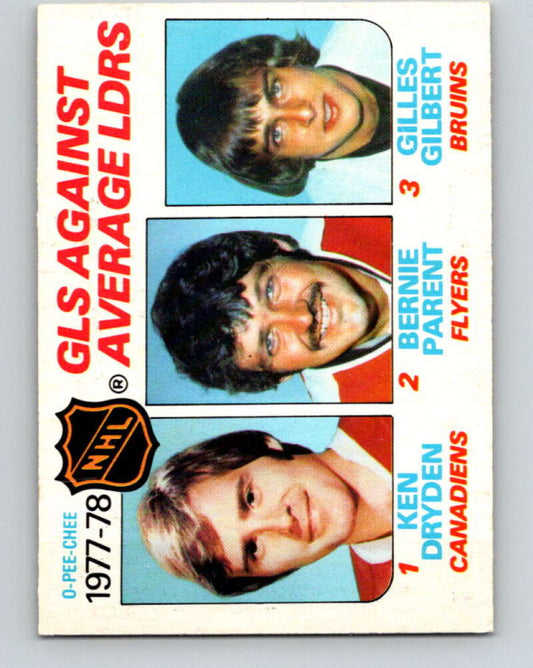 O-PEE-CHEE
1977-78
NHL
®
GLS AGAINST
AVERAGE LDRS
1 KEN
DRYDEN
CANADIENS
2 BERNIE
PARENT
FLYERS
3 GiLLES
GILBERT
BRUINS